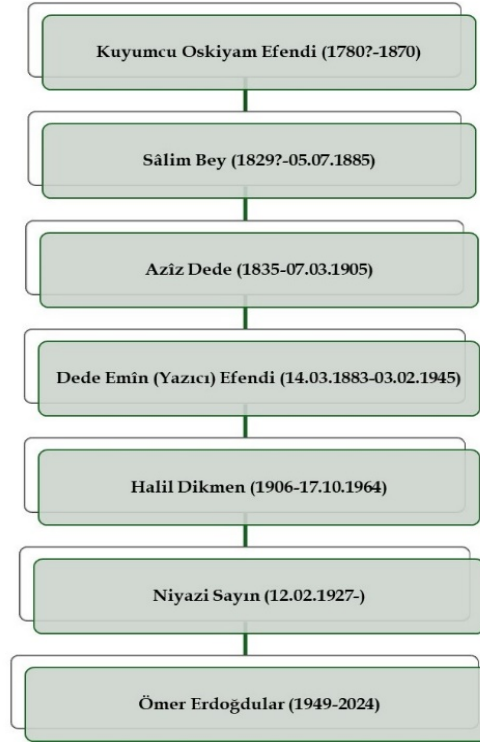 Kuyumcu Oskiyam Efendi (1780?-1870)
Sâlim Bey (1829?-05.07.1885)
Azîz Dede (1835-07.03.1905)
Dede Emîn (Yazıcı) Efendi (14.03.1883-03.02.1945)
Halil Dikmen (1906-17.10.1964)
Niyazi Sayın (12.02.1927-)
Ömer Erdoğdular (1949-2024)